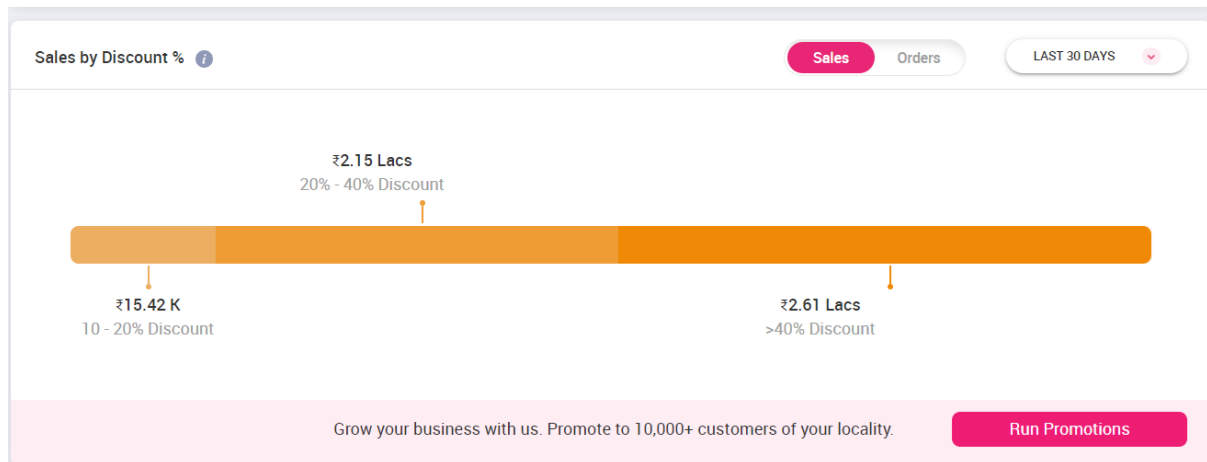 Sales by Discount %
i
Sales
Orders
LAST 30 DAYS
₹2.15 Lacs
20% - 40% Discount
₹15.42 K
10 - 20% Discount
₹2.61 Lacs
>40% Discount
Grow your business with us. Promote to 10,000+ customers of your locality.
Run Promotions